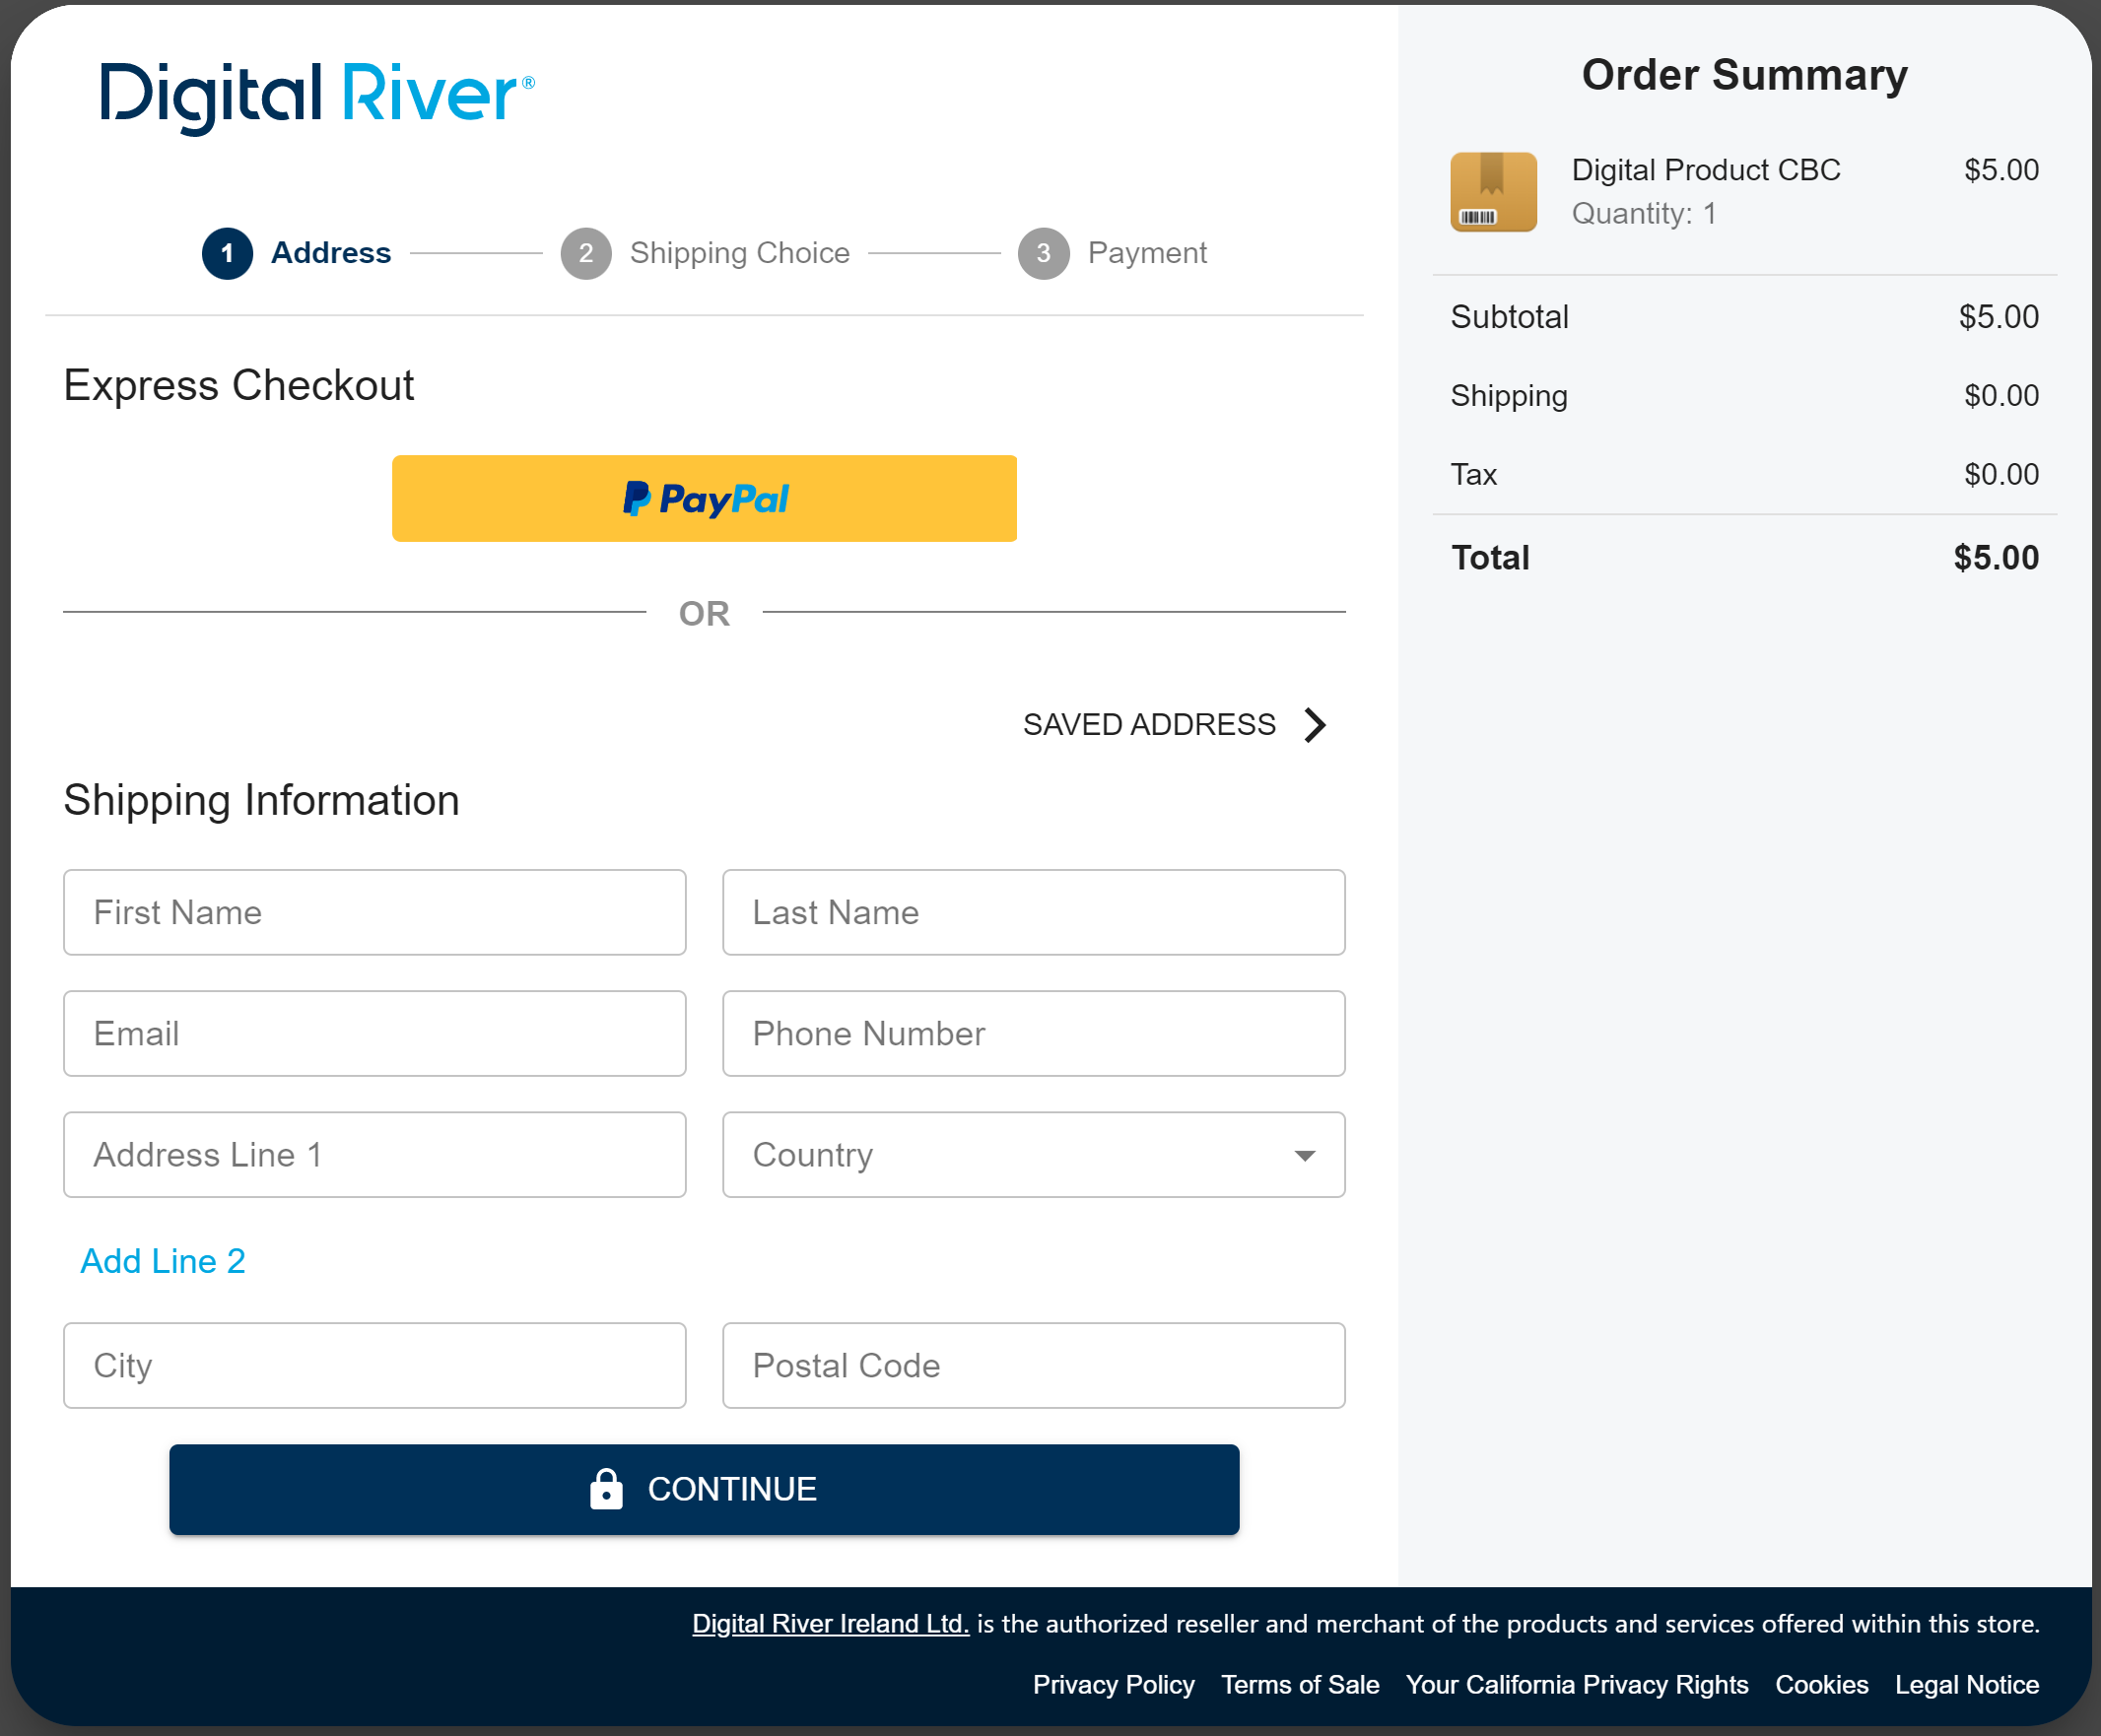 Digital River®
1 Address 2 Shipping Choice 3 Payment
Express Checkout
PayPal
OR
SAVED ADDRESS
Shipping Information
First Name Last Name
Email Phone Number
Address Line 1 Country
Add Line 2
City Postal Code
CONTINUE
Order Summary
Digital Product CBC $5.00
Quantity: 1
Subtotal $5.00
Shipping $0.00
Tax $0.00
Total $5.00
Digital River Ireland Ltd. is the authorized reseller and merchant of the products and services offered within this store.
Privacy Policy Terms of Sale Your California Privacy Rights Cookies Legal Notice